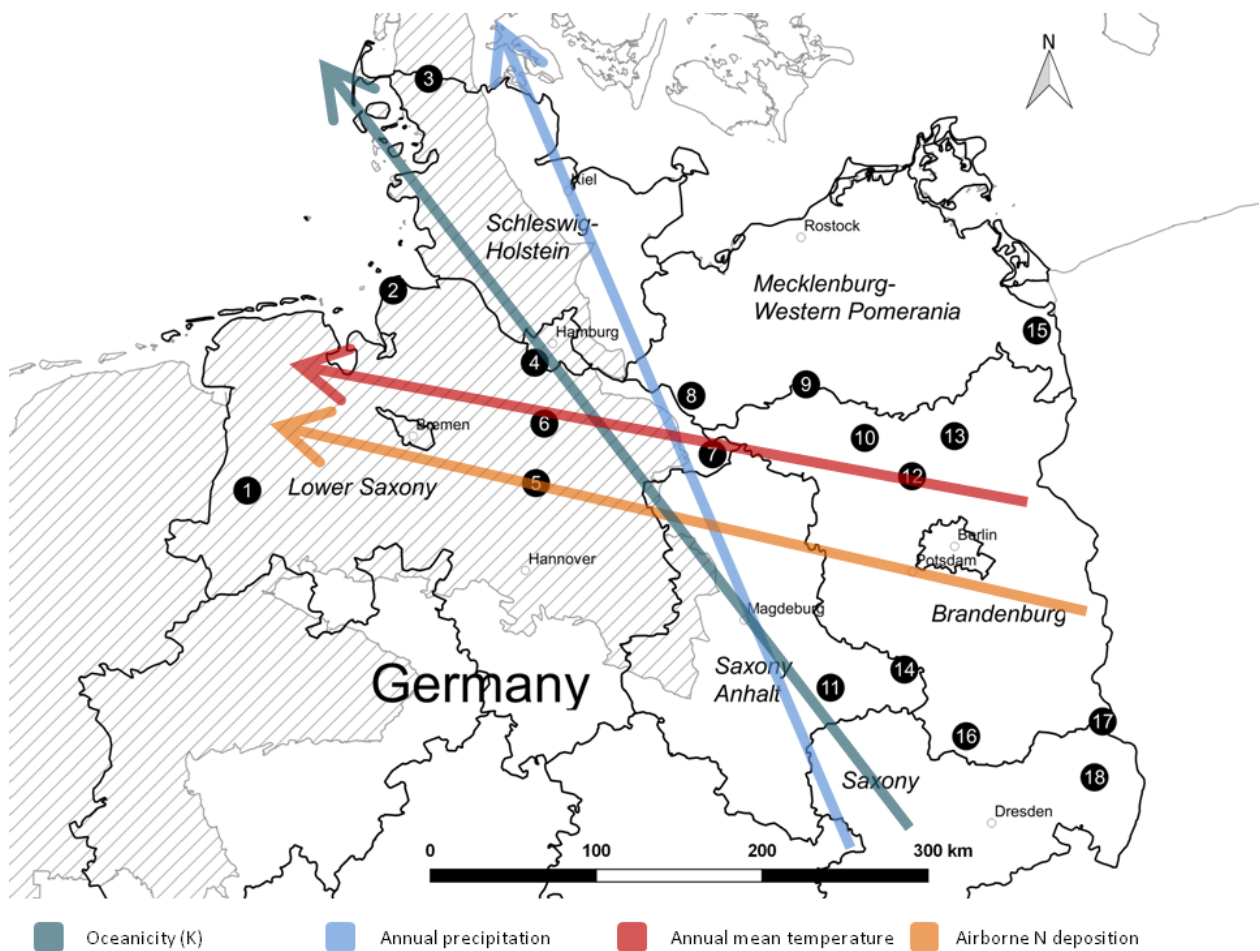 N
3
Kiel
Schleswig-
Holstein
Rostock
2
Mecklenburg-
Western Pomerania
15
Hamburg
4
9
8
6
Bremen
10
13
7
12
5
1
Lower Saxony
Berlin
Hannover
Potsdam
Magdeburg
Brandenburg
Saxony
Anhalt
14
11
Germany
17
16
18
Saxony
Dresden
0 100 200 300 km
Oceanicity (K) Annual precipitation Annual mean temperature Airborne N deposition